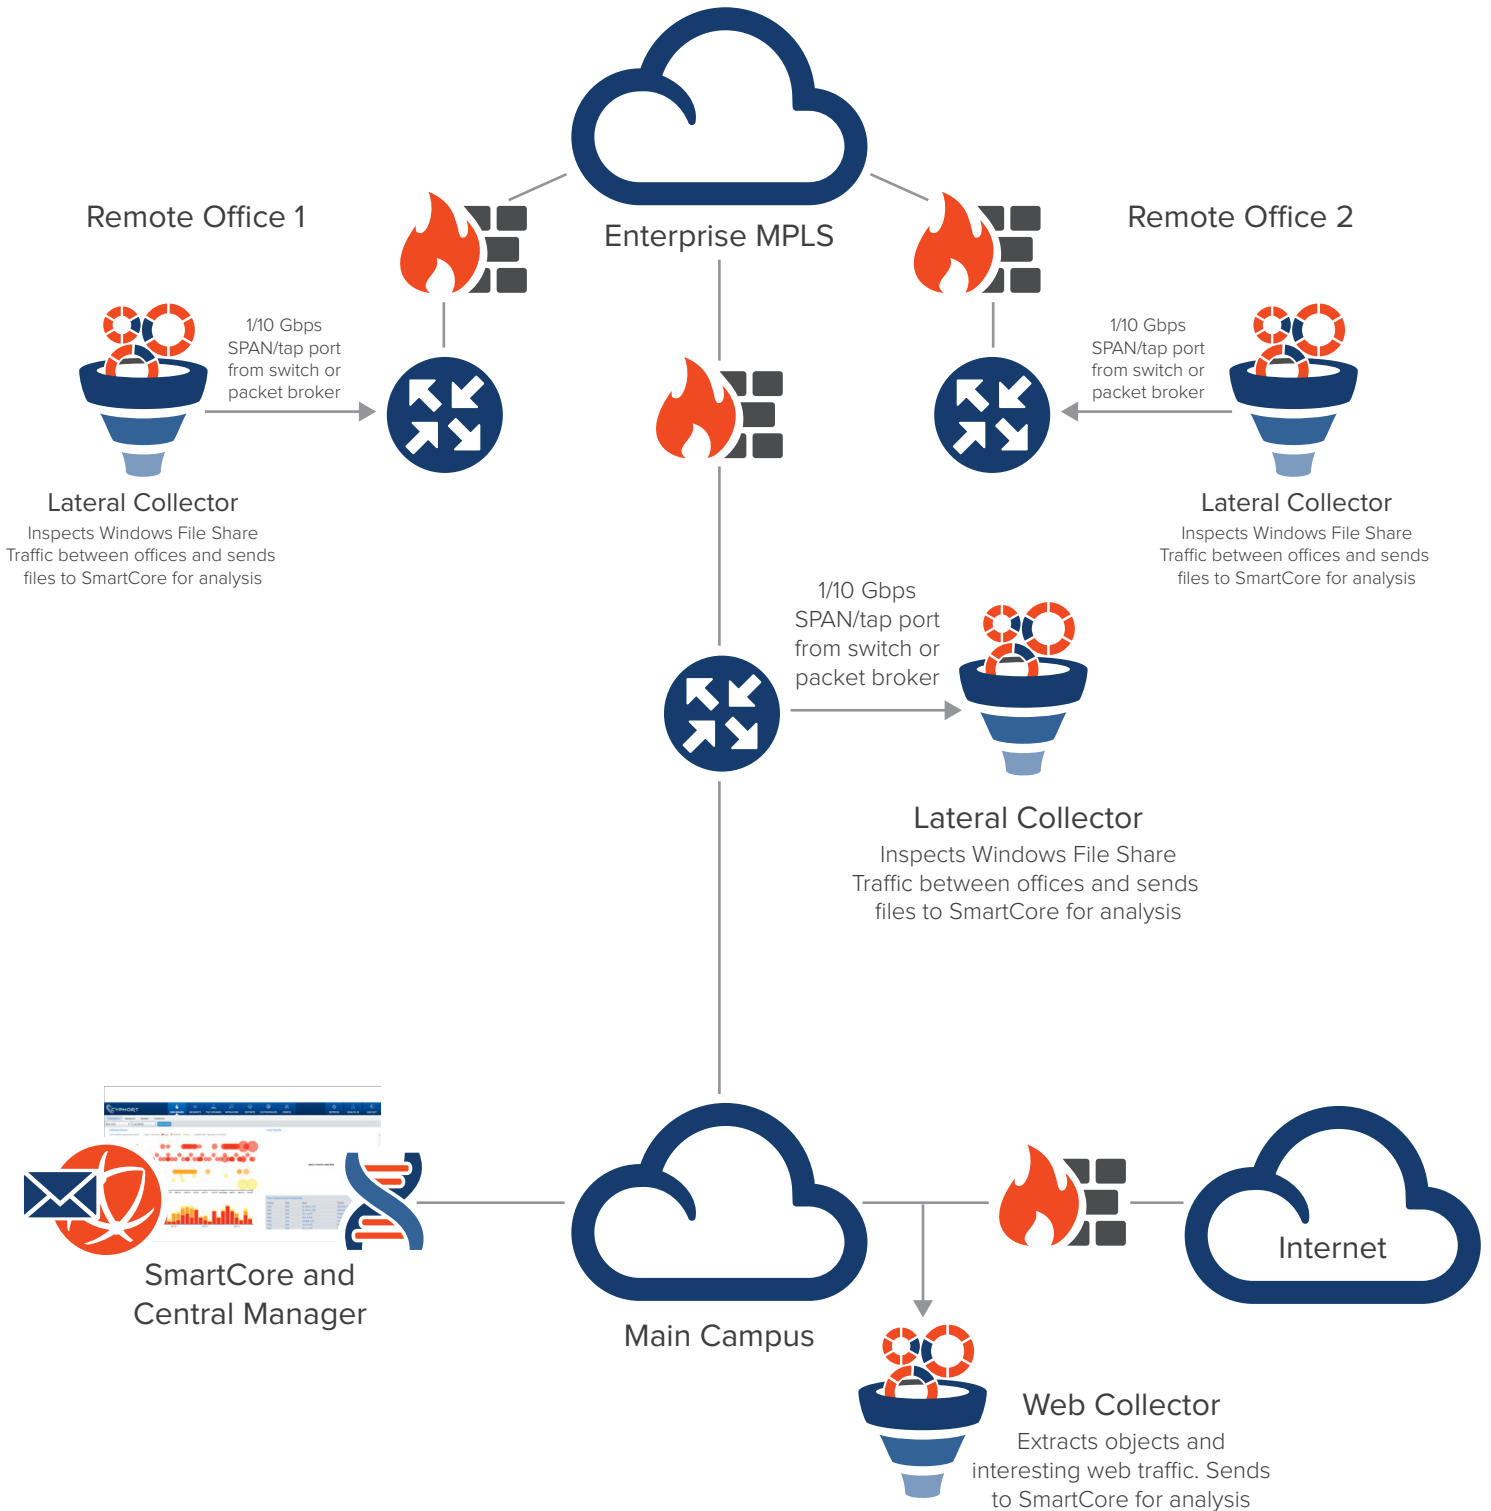 Remote Office 1
Enterprise MPLS
Remote Office 2
1/10 Gbps
SPAN/tap port
from switch or
packet broker
1/10 Gbps
SPAN/tap port
from switch or
packet broker
Lateral Collector
Inspects Windows File Share
Traffic between offices and sends
files to SmartCore for analysis
Lateral Collector
Inspects Windows File Share
Traffic between offices and sends
files to SmartCore for analysis
1/10 Gbps
SPAN/tap port
from switch or
packet broker
Lateral Collector
Inspects Windows File Share
Traffic between offices and sends
files to SmartCore for analysis
CYPHORT
SmartCore and
Central Manager
Main Campus
Internet
Web Collector
Extracts objects and
interesting web traffic. Sends
to SmartCore for analysis